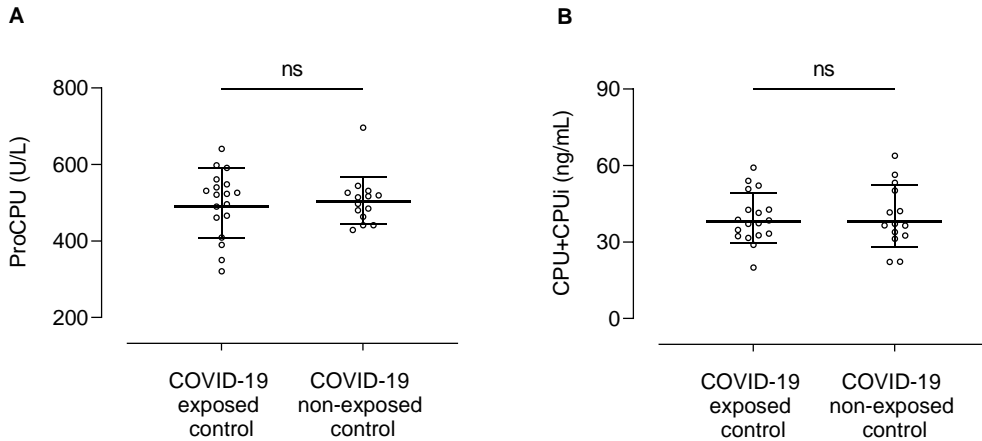 A
ns
800
600
400
200
ProCPU (U/L)
COVID-19
exposed
control
COVID-19
non-exposed
control
B
ns
90
60
30
0
CPU+CPUi (ng/mL)
COVID-19
exposed
control
COVID-19
non-exposed
control